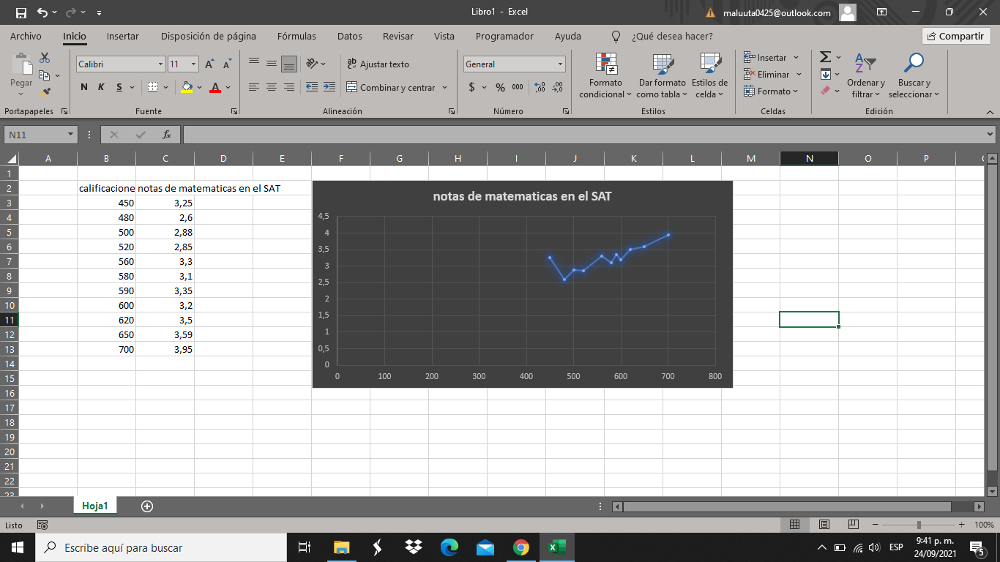 Libro1 - Excel
maluuta0425@outlook.com
Archivo Inicio Insertar Disposición de página Fórmulas Datos Revisar Vista Programador Ayuda ¿Qué desea hacer? Compartir
Pegar
Calibri 11
N K S
Ajustar texto
Combinar y centrar
General
$ % 000
Formato condicional
Dar formato como tabla
Estilos de celda
Insertar
Eliminar
Formato
Ordenar y filtrar
Buscar y seleccionar
Portapapeles Fuente Alineación Número Estilos Celdas Edición
N11 fx
A B C D E F G H I J K L M N O P
1
2 calificacione notas de matematicas en el SAT
3 450 3,25
4 480 2,6
5 500 2,88
6 520 2,85
7 560 3,3
8 580 3,1
9 590 3,35
10 600 3,2
11 620 3,5
12 650 3,59
13 700 3,95
14
15
16
17
18
19
20
21
22
23
notas de matematicas en el SAT
4,5
4
3,5
3
2,5
2
1,5
1
0,5
0
0 100 200 300 400 500 600 700 800
Hoja1
Listo 100%
Escribe aquí para buscar
ESP
9:41 p. m.
24/09/2021
5